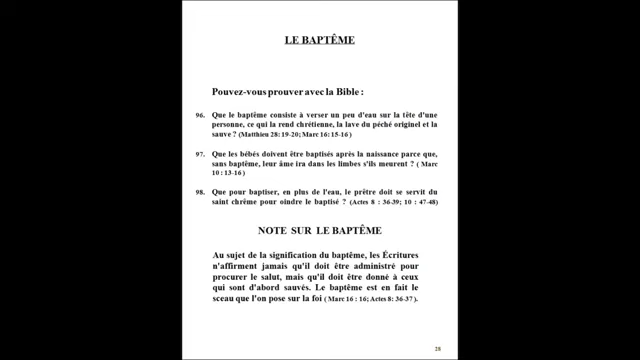 LE BAPTÊME
Pouvez-vous prouver avec la Bible :
96. Que le baptême consiste à verser un peu d'eau sur la tête d'une
personne, ce qui la rend chrétienne, la lave du péché originel et la
sauve ? (Matthieu 28: 19-20; Marc 16: 15-16 )
97. Que les bébés doivent être baptisés après la naissance parce que,
sans baptême, leur âme ira dans les limbes s'ils meurent ? ( Marc
10 : 13-16 )
98. Que pour baptiser, en plus de l'eau, le prêtre doit se servit du
saint chrême pour oindre le baptisé ? (Actes 8 : 36-39; 10 : 47-48)
NOTE SUR LE BAPTÊME
Au sujet de la signification du baptême, les Écritures
n'affirment jamais qu'il doit être administré pour
procurer le salut, mais qu'il doit être donné à ceux
qui sont d'abord sauvés. Le baptême est en fait le
sceau que l'on pose sur la foi ( Marc 16 : 16; Actes 8: 36-37 ).
28